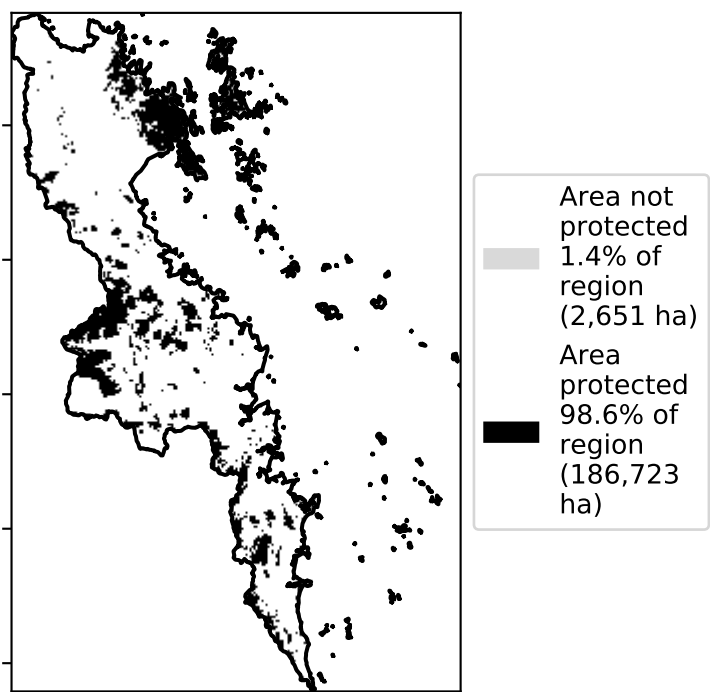 Area not
protected
1.4% of
region
(2,651 ha)
Area
protected
98.6% of
region
(186,723
ha)